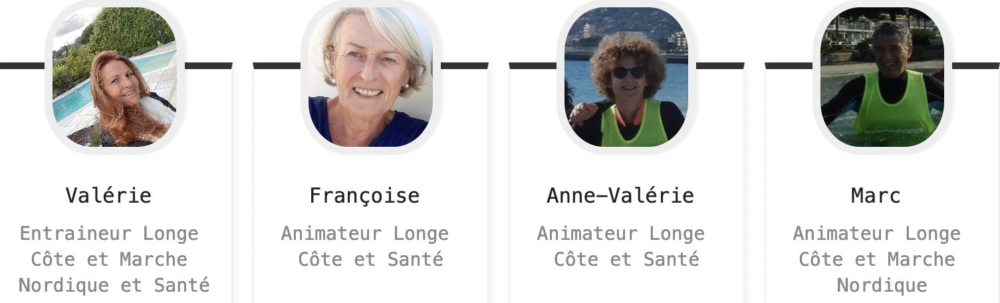 Valérie
Entraineur Longe
Côte et Marche
Nordique et Santé
Françoise
Animateur Longe
Côte et Santé
Anne-Valérie
Animateur Longe
Côte et Santé
Marc
Animateur Longe
Côte et Marche
Nordique